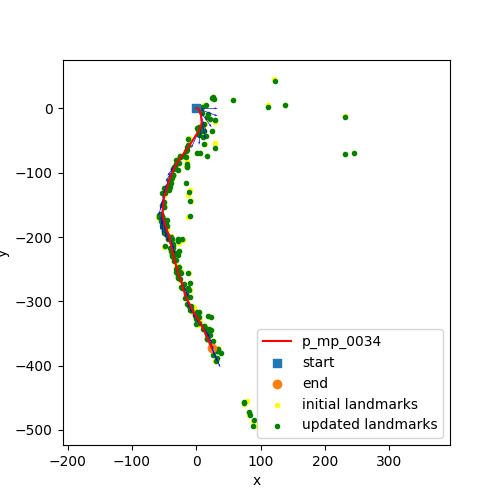 0
−100
−200
−300
−400
−500
y
−200
−100
0
100
200
300
x
p_mp_0034
start
end
initial landmarks
updated landmarks